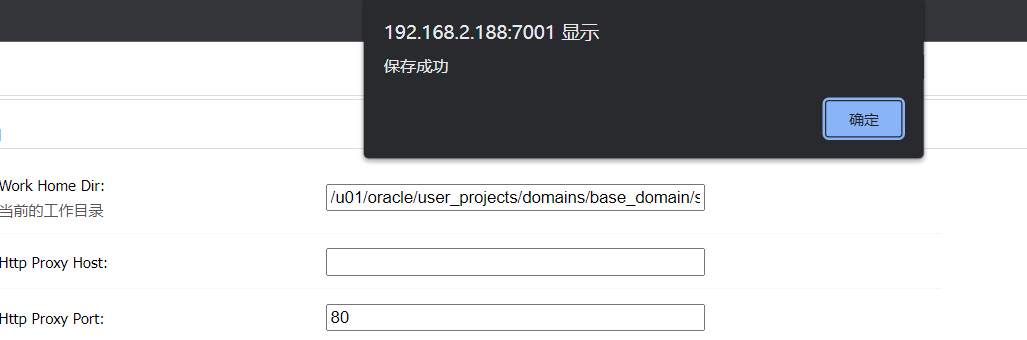 192.168.2.188:7001 显示
保存成功
确定
Work Home Dir:
/u01/oracle/user_projects/domains/base_domain/s
当前的工作目录
Http Proxy Host:
Http Proxy Port:
80